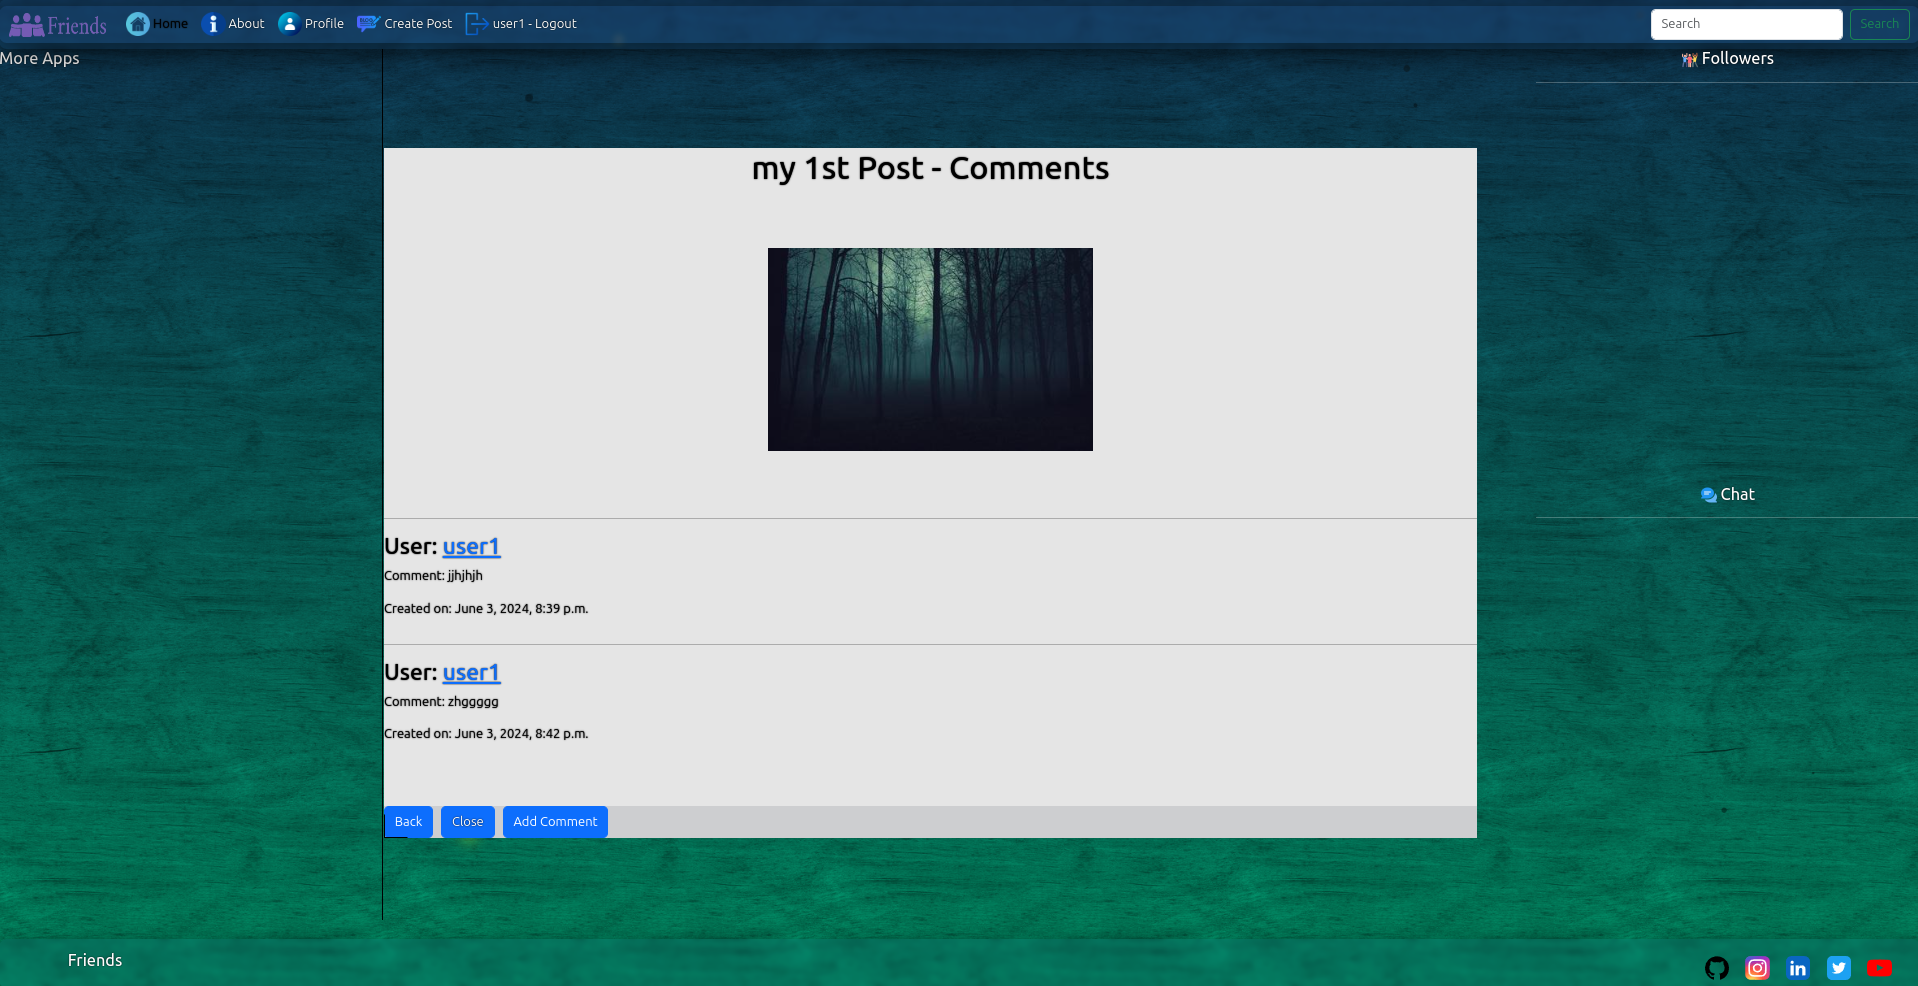 Friends Home About Profile Create Post user1 - Logout Search Search
More Apps
Followers
my 1st Post - Comments
Chat
User: user1
Comment: jjhjhjh
Created on: June 3, 2024, 8:39 p.m.
User: user1
Comment: zhggggg
Created on: June 3, 2024, 8:42 p.m.
Back Close Add Comment
Friends